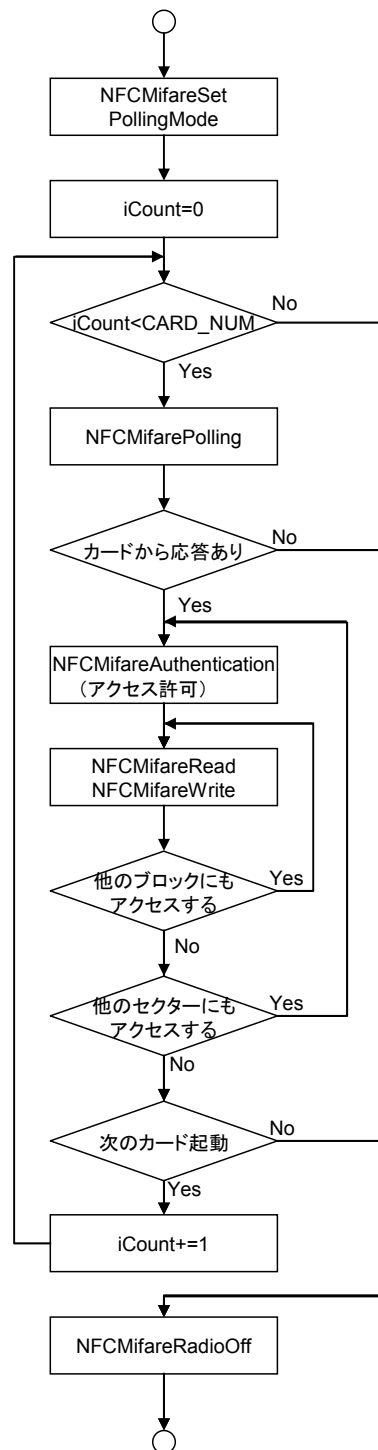 NFCMifareSet
PollingMode
iCount=0
iCount<CARD_NUM
No
Yes
NFCMifarePolling
カードから応答あり
No
Yes
NFCMifareAuthentication
（アクセス許可）
NFCMifareRead
NFCMifareWrite
他のブロックにも
アクセスする
Yes
No
他のセクターにも
アクセスする
Yes
No
次のカード起動
No
Yes
iCount+=1
NFCMifareRadioOff